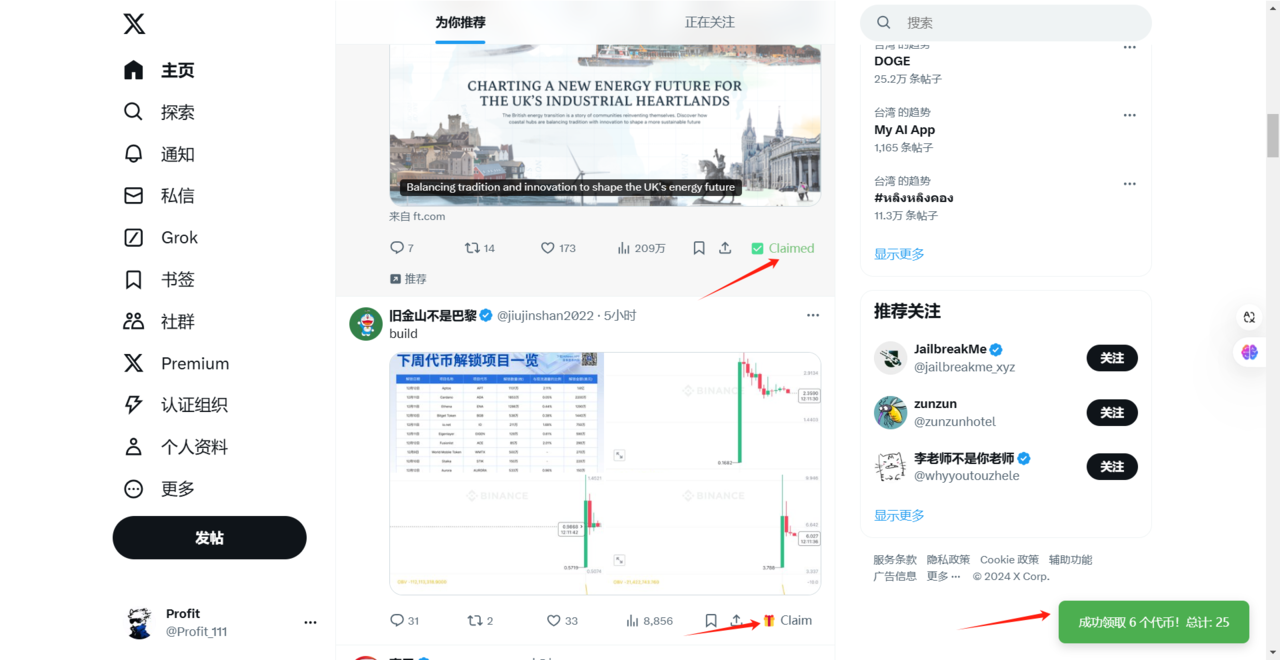 主页
探索
通知
私信
Grok
书签
社群
Premium
认证组织
个人资料
更多
发帖
Profit
@Profit_111
为你推荐
正在关注
CHARTING A NEW ENERGY FUTURE FOR
THE UK'S INDUSTRIAL HEARTLANDS
The British energy transition is a story of communities reinventing themselves. Discover how
coastal hubs are balancing tradition with innovation to shape a more sustainable future
Balancing tradition and innovation to shape the UK's energy future
来自 ft.com
7
14
173
209万
Claimed
推荐
旧金山不是巴黎 @jiujinshan2022 · 5小时
build
下周代币解锁项目一览
BINANCE
BINANCE
BINANCE
31
2
33
8,856
Claim
搜索
台湾 的趋势
DOGE
25.2万 条帖子
台湾 的趋势
My AI App
1,165 条帖子
台湾 的趋势
#หลิงหลิงคอง
11.3万 条帖子
显示更多
推荐关注
JailbreakMe
@jailbreakme_xyz
关注
zunzun
@zunzunhotel
关注
李老师不是你老师
@whyyoutouzhele
关注
显示更多
服务条款 隐私政策 Cookie 政策 辅助功能
广告信息 更多 ··· © 2024 X Corp.
成功领取 6 个代币！总计: 25